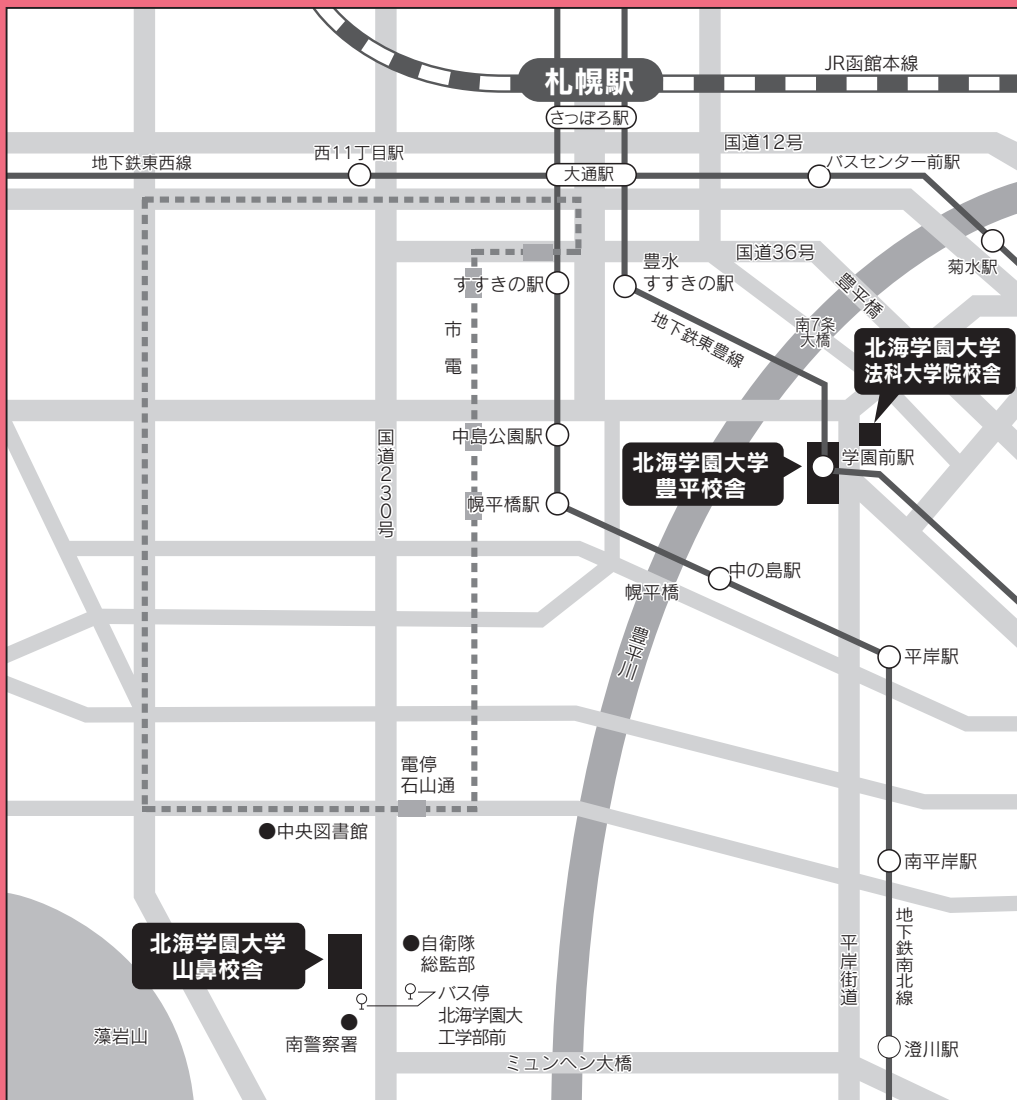 JR函館本線
札幌駅
さっぽろ駅
国道12号
西11丁目駅
地下鉄東西線
大通駅
バスセンター前駅
国道36号
豊水
すすきの駅
菊水駅
すすきの駅
豊平橋
南7条
大橋
地下鉄東豊線
市電
北海学園大学
法科大学院校舎
国道230号
中島公園駅
北海学園大学
豊平校舎
学園前駅
幌平橋駅
中の島駅
幌平橋
豊平川
平岸駅
電停
石山通
中央図書館
南平岸駅
地下鉄南北線
平岸街道
北海学園大学
山鼻校舎
自衛隊
総監部
バス停
北海学園大
工学部前
南警察署
藻岩山
ミュンヘン大橋
澄川駅